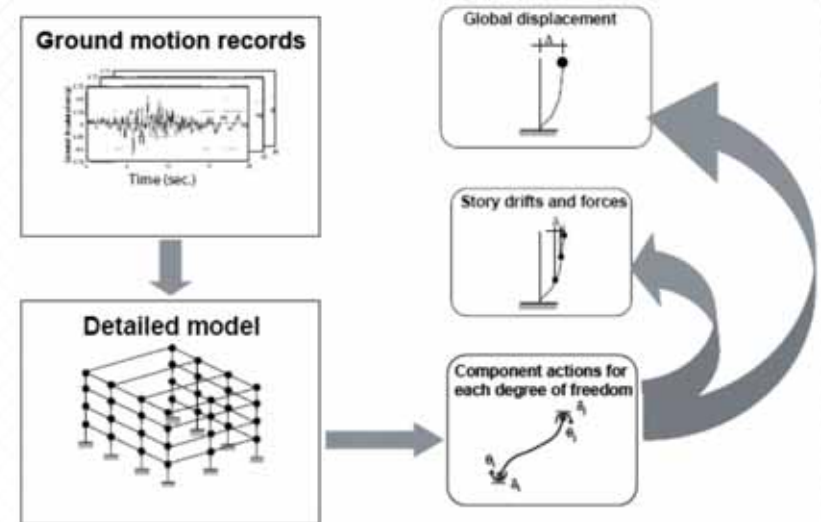 Ground motion records
Time (sec.)
Detailed model
Global displacement
Δ
Story drifts and forces
Component actions for
each degree of freedom